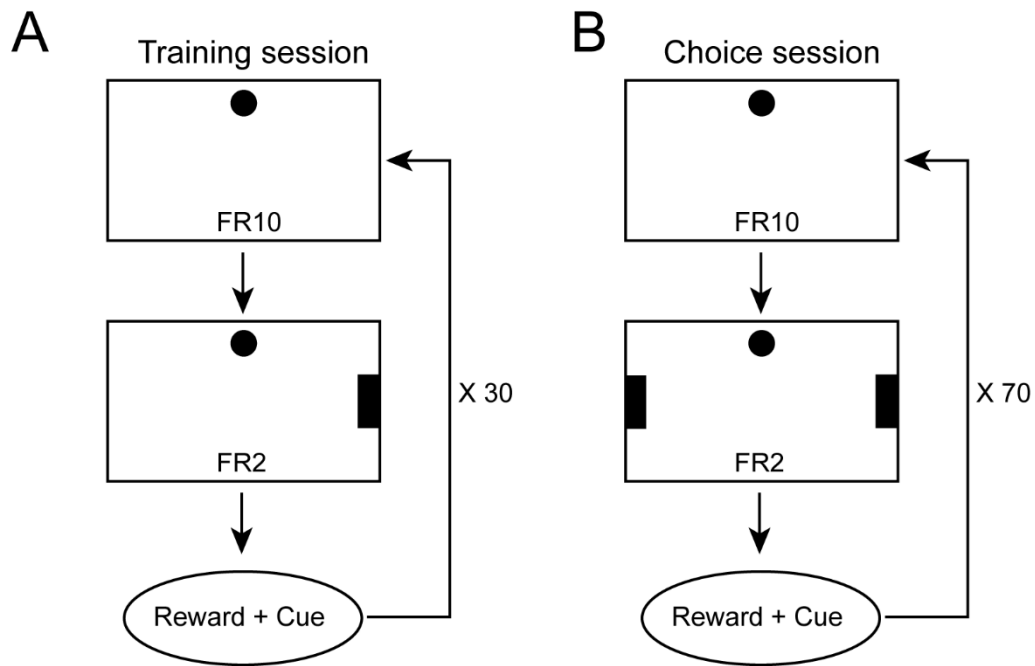 A
Training session
FR10
FR2
X 30
Reward + Cue
B
Choice session
FR10
FR2
X 70
Reward + Cue